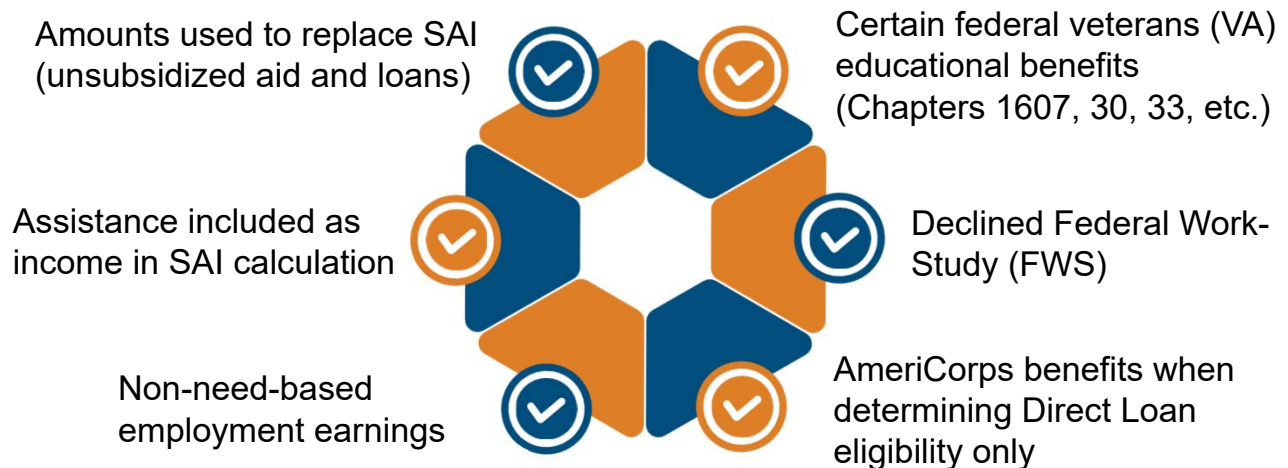 Amounts used to replace SAI
(unsubsidized aid and loans)
Certain federal veterans (VA)
educational benefits
(Chapters 1607, 30, 33, etc.)
Assistance included as
income in SAI calculation
Declined Federal Work-
Study (FWS)
Non-need-based
employment earnings
AmeriCorps benefits when
determining Direct Loan
eligibility only